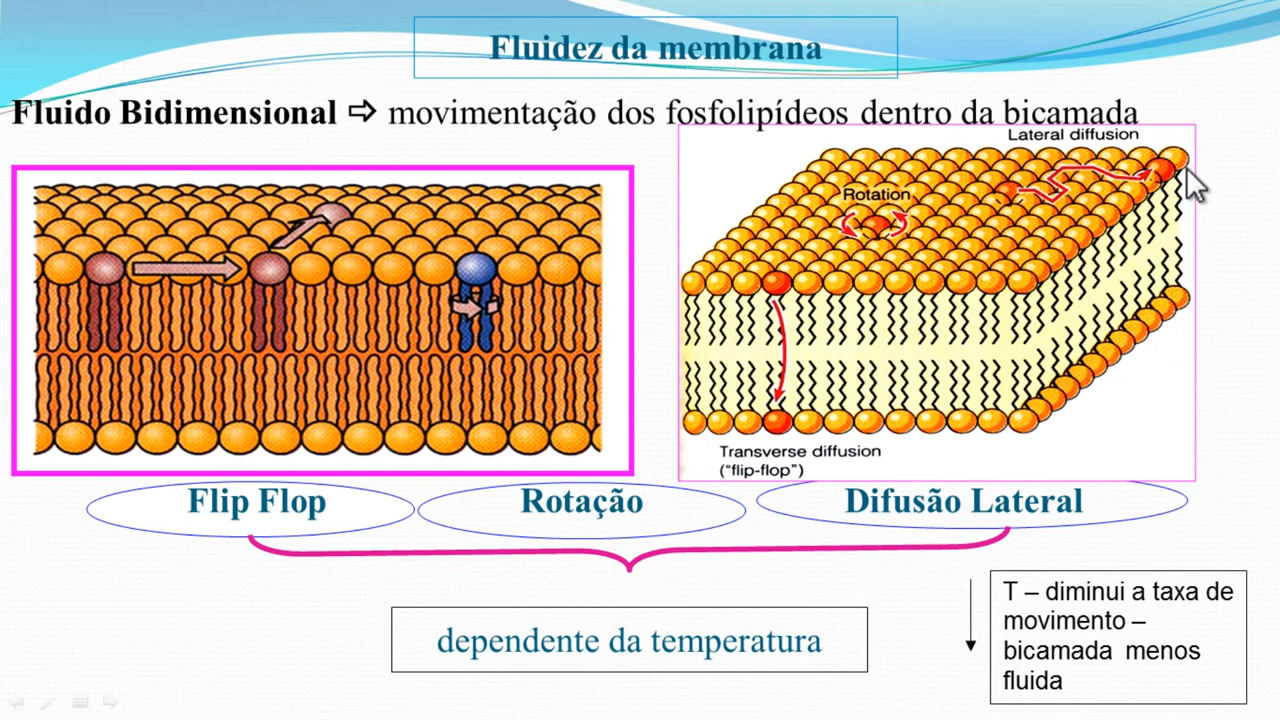 Fluidez da membrana
Fluido Bidimensional ⇨ movimentação dos fosfolipídeos dentro da bicamada
Lateral diffusion
Rotation
Transverse diffusion
("flip-flop")
Flip Flop
Rotação
Difusão Lateral
dependente da temperatura
T – diminui a taxa de
movimento –
bicamada menos
fluida